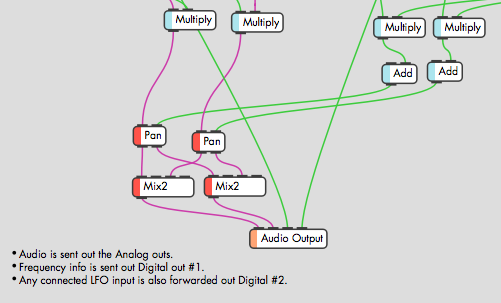 Multiply
Multiply
Multiply
Multiply
Add
Add
Pan
Pan
Mix2
Mix2
Audio Output
• Audio is sent out the Analog outs.
• Frequency info is sent out Digital out #1.
• Any connected LFO input is also forwarded out Digital #2.